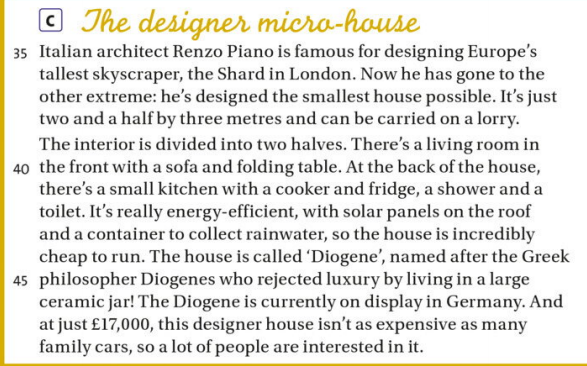 C The designer micro-house
35 Italian architect Renzo Piano is famous for designing Europe's
tallest skyscraper, the Shard in London. Now he has gone to the
other extreme: he's designed the smallest house possible. It's just
two and a half by three metres and can be carried on a lorry.
The interior is divided into two halves. There's a living room in
40 the front with a sofa and folding table. At the back of the house,
there's a small kitchen with a cooker and fridge, a shower and a
toilet. It's really energy-efficient, with solar panels on the roof
and a container to collect rainwater, so the house is incredibly
cheap to run. The house is called ‘Diogene’, named after the Greek
45 philosopher Diogenes who rejected luxury by living in a large
ceramic jar! The Diogene is currently on display in Germany. And
at just £17,000, this designer house isn't as expensive as many
family cars, so a lot of people are interested in it.